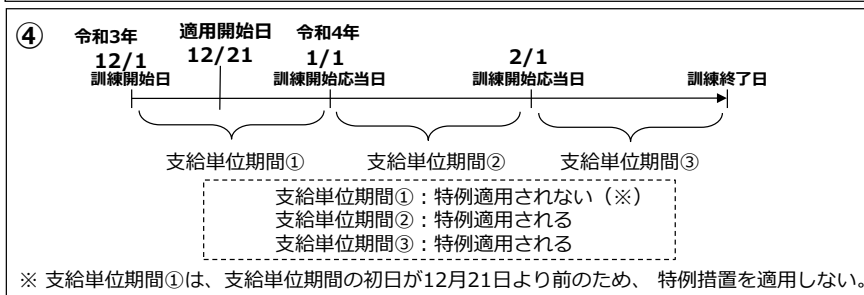 ④
令和3年 適用開始日 令和4年
12/1 12/21 1/1 2/1
訓練開始日 訓練開始応当日 訓練開始応当日 訓練終了日
支給単位期間① 支給単位期間② 支給単位期間③
支給単位期間①：特例適用されない（※）
支給単位期間②：特例適用される
支給単位期間③：特例適用される
※ 支給単位期間①は、支給単位期間の初日が12月21日より前のため、 特例措置を適用しない。